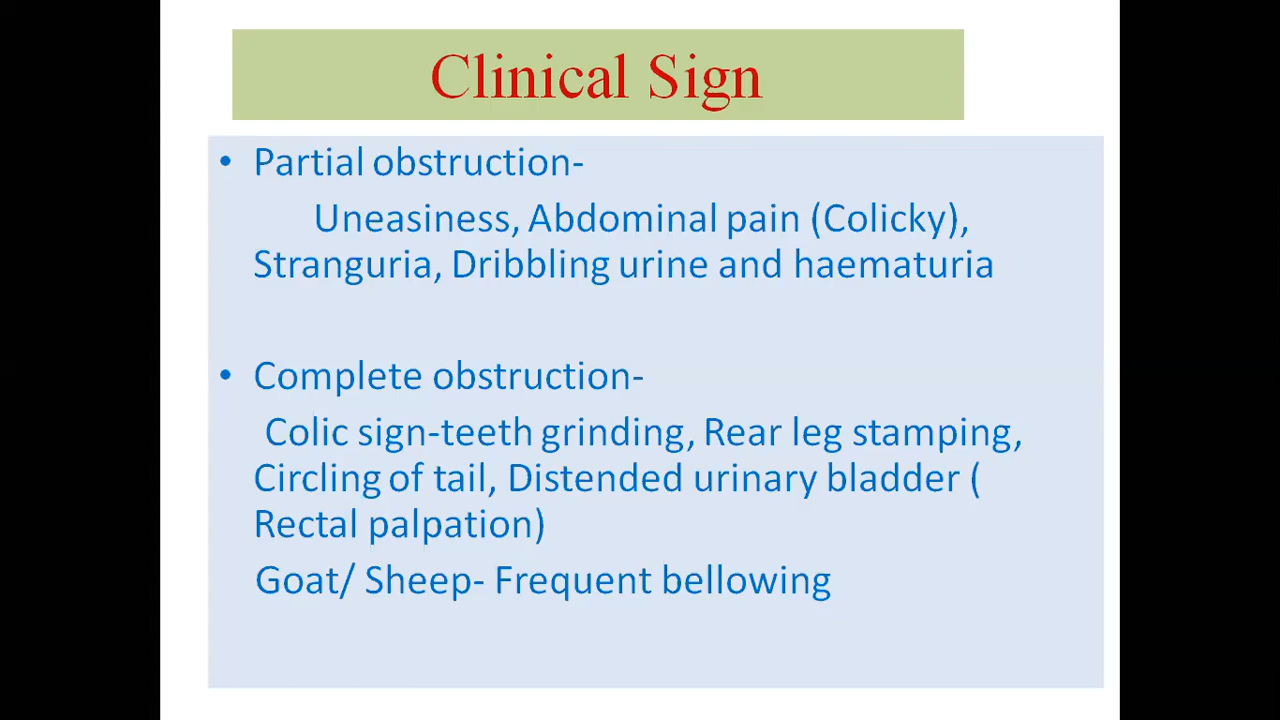 Clinical Sign
• Partial obstruction-
Uneasiness, Abdominal pain (Colicky),
Stranguria, Dribbling urine and haematuria
• Complete obstruction-
Colic sign-teeth grinding, Rear leg stamping,
Circling of tail, Distended urinary bladder (
Rectal palpation)
Goat/ Sheep- Frequent bellowing